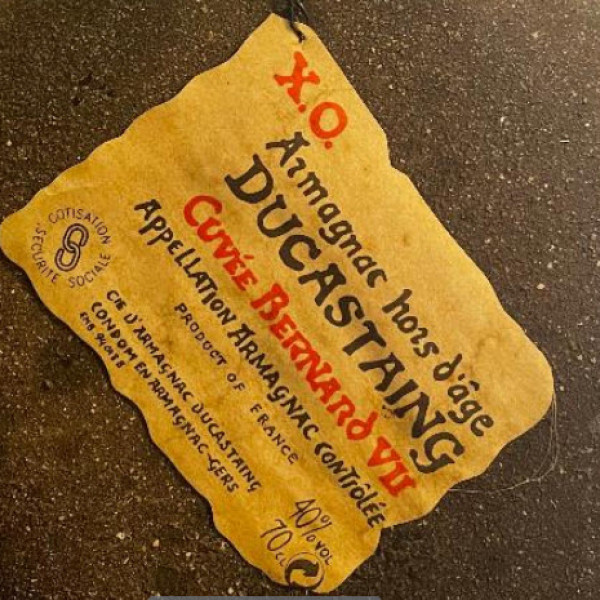 X.O.
Armagnac hors d'âge
DUCASTAING
CUVÉE BERNARD VII
APPELLATION ARMAGNAC CONTRÔLÉE
PRODUCT OF FRANCE
COTISATION
SÉCURITÉ SOCIALE
CIE D'ARMAGNAC DUCASTAING
CONDOM EN ARMAGNAC-GERS
40% VOL
70 CL